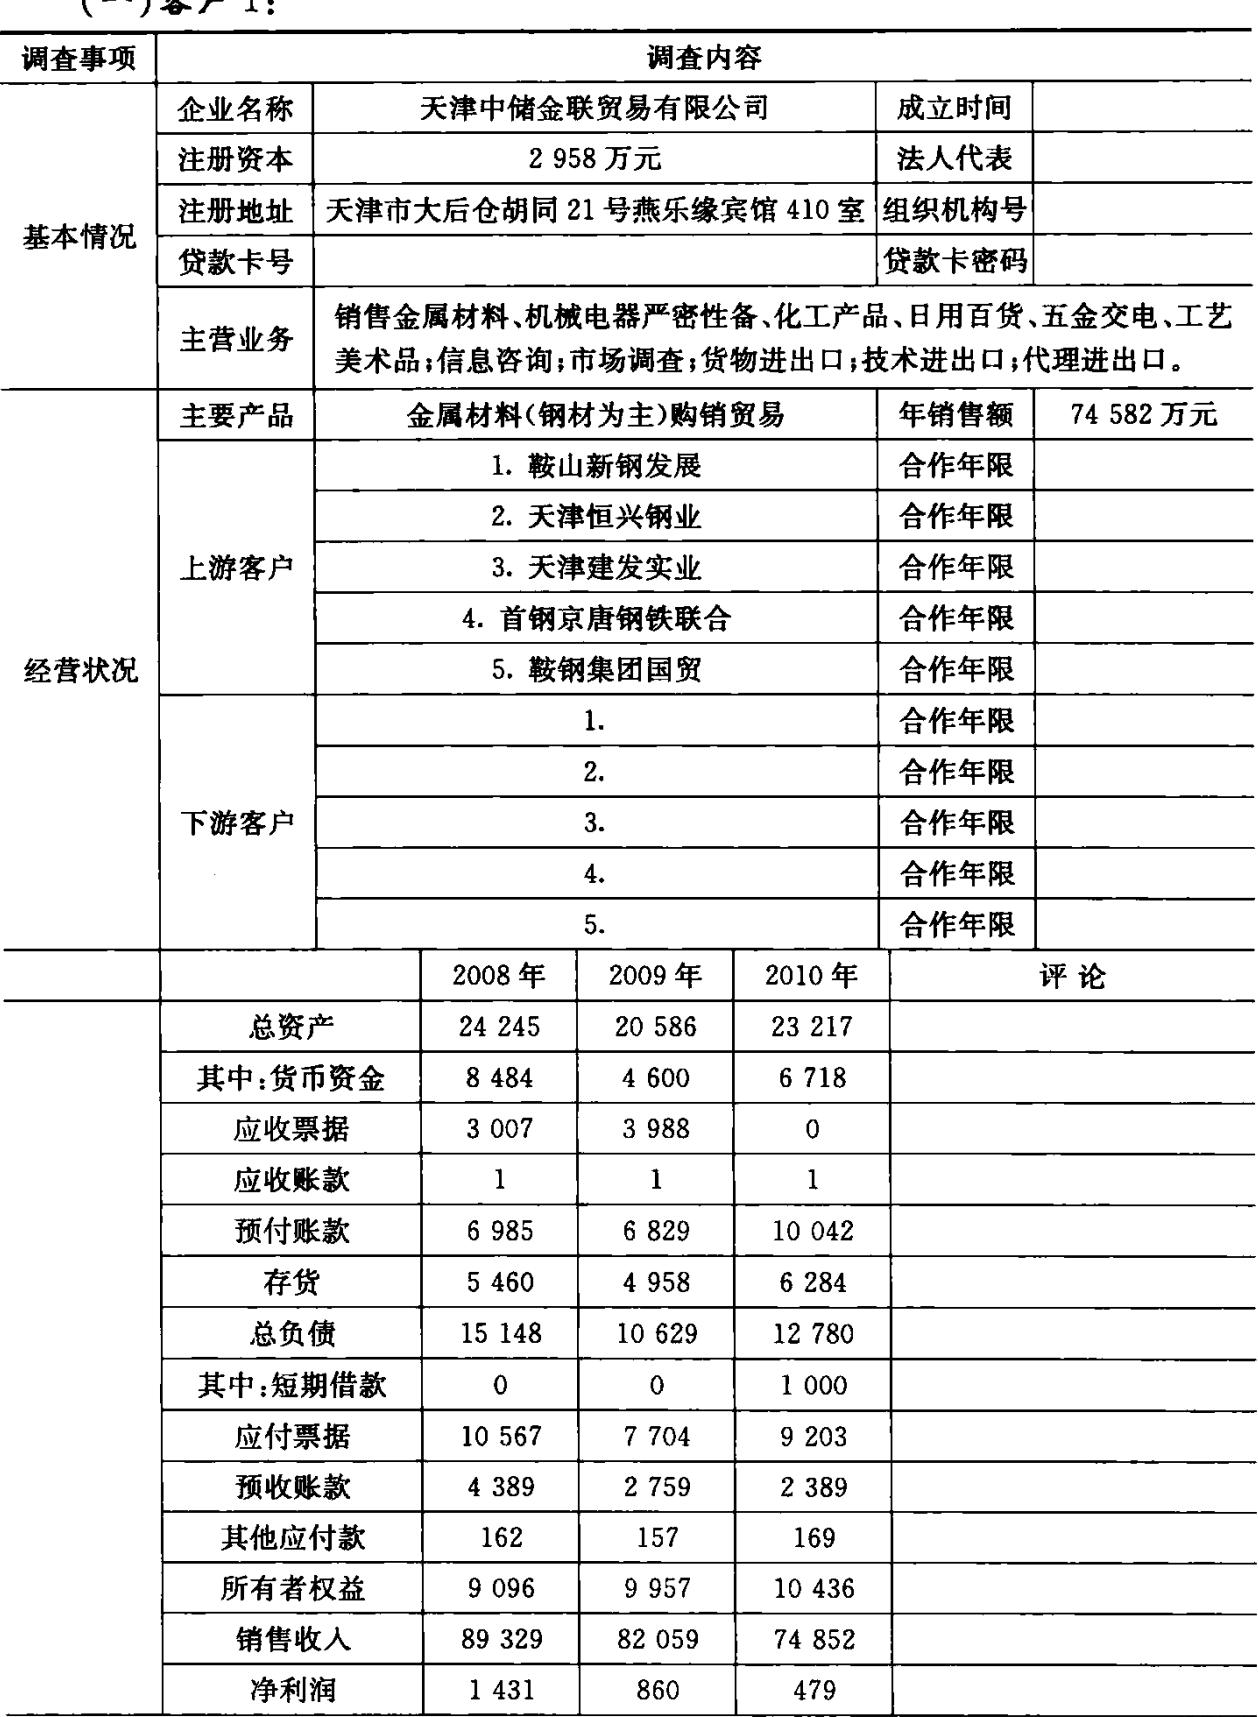 (一)客户 1:
调查事项 调查内容
基本情况 企业名称 天津中储金联贸易有限公司 成立时间
注册资本 2 958 万元 法人代表
注册地址 天津市大后仓胡同 21 号燕乐缘宾馆 410 室 组织机构号
贷款卡号 贷款卡密码
主营业务 销售金属材料、机械电器严密性备、化工产品、日用百货、五金交电、工艺
美术品;信息咨询;市场调查;货物进出口;技术进出口;代理进出口。
经营状况 主要产品 金属材料(钢材为主)购销贸易 年销售额 74 582 万元
上游客户 1. 鞍山新钢发展 合作年限
2. 天津恒兴钢业 合作年限
3. 天津建发实业 合作年限
4. 首钢京唐钢铁联合 合作年限
5. 鞍钢集团国贸 合作年限
下游客户 1. 合作年限
2. 合作年限
3. 合作年限
4. 合作年限
5. 合作年限
2008 年 2009 年 2010 年 评 论
总资产 24 245 20 586 23 217
其中:货币资金 8 484 4 600 6 718
应收票据 3 007 3 988 0
应收账款 1 1 1
预付账款 6 985 6 829 10 042
存货 5 460 4 958 6 284
总负债 15 148 10 629 12 780
其中:短期借款 0 0 1 000
应付票据 10 567 7 704 9 203
预收账款 4 389 2 759 2 389
其他应付款 162 157 169
所有者权益 9 096 9 957 10 436
销售收入 89 329 82 059 74 852
净利润 1 431 860 479